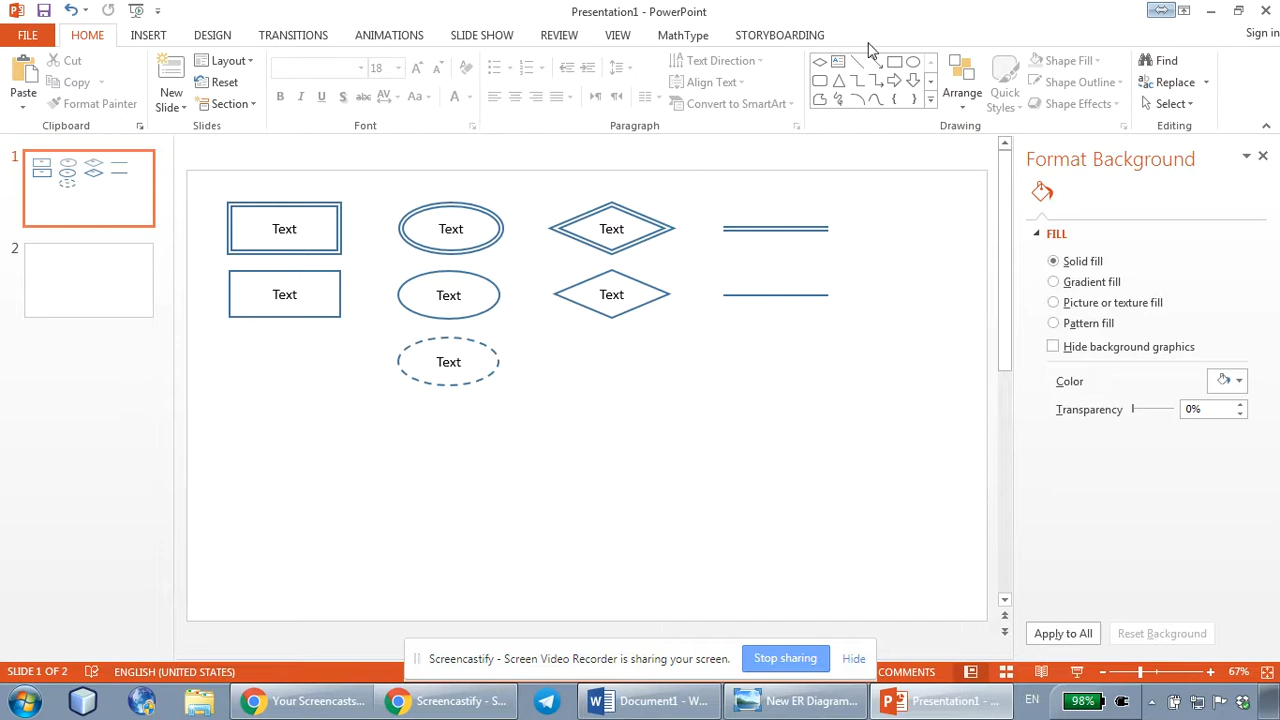 Presentation1 - PowerPoint
FILE HOME INSERT DESIGN TRANSITIONS ANIMATIONS SLIDE SHOW REVIEW VIEW MathType STORYBOARDING Sign in
Paste
Cut
Copy
Format Painter
Clipboard
New
Slide
Layout
Reset
Section
Slides
18
B I U S abc AV Aa A
Font
Text Direction
Align Text
Convert to SmartArt
Paragraph
Arrange
Quick
Styles
Shape Fill
Shape Outline
Shape Effects
Drawing
Find
Replace
Select
Editing
1
2
Text Text Text
Text Text Text
Text
Format Background
FILL
Solid fill
Gradient fill
Picture or texture fill
Pattern fill
Hide background graphics
Color
Transparency 0%
Apply to All Reset Background
Screencastify - Screen Video Recorder is sharing your screen. Stop sharing Hide
SLIDE 1 OF 2 ENGLISH (UNITED STATES) COMMENTS 67%
Your Screencasts... Screencastify - S... Document1 - W... New ER Diagram... Presentation1 - ... EN 98%